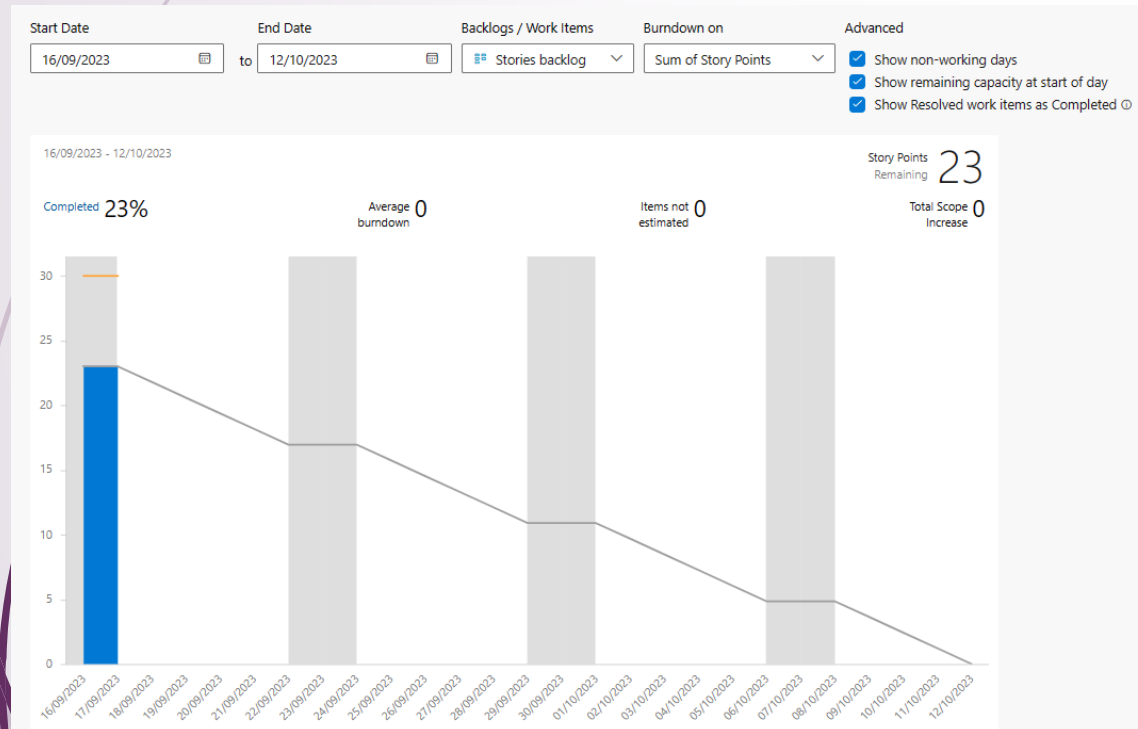 Start Date End Date Backlogs / Work Items Burndown on Advanced
16/09/2023 to 12/10/2023 Stories backlog Sum of Story Points
Show non-working days
Show remaining capacity at start of day
Show Resolved work items as Completed
16/09/2023 - 12/10/2023
Story Points
Remaining 23
Completed 23%
Average
burndown 0
Items not
estimated 0
Total Scope
Increase 0
30
25
20
15
10
5
0
16/09/2023 17/09/2023 18/09/2023 19/09/2023 20/09/2023 21/09/2023 22/09/2023 23/09/2023 24/09/2023 25/09/2023 26/09/2023 27/09/2023 28/09/2023 29/09/2023 30/09/2023 01/10/2023 02/10/2023 03/10/2023 04/10/2023 05/10/2023 06/10/2023 07/10/2023 08/10/2023 09/10/2023 10/10/2023 11/10/2023 12/10/2023